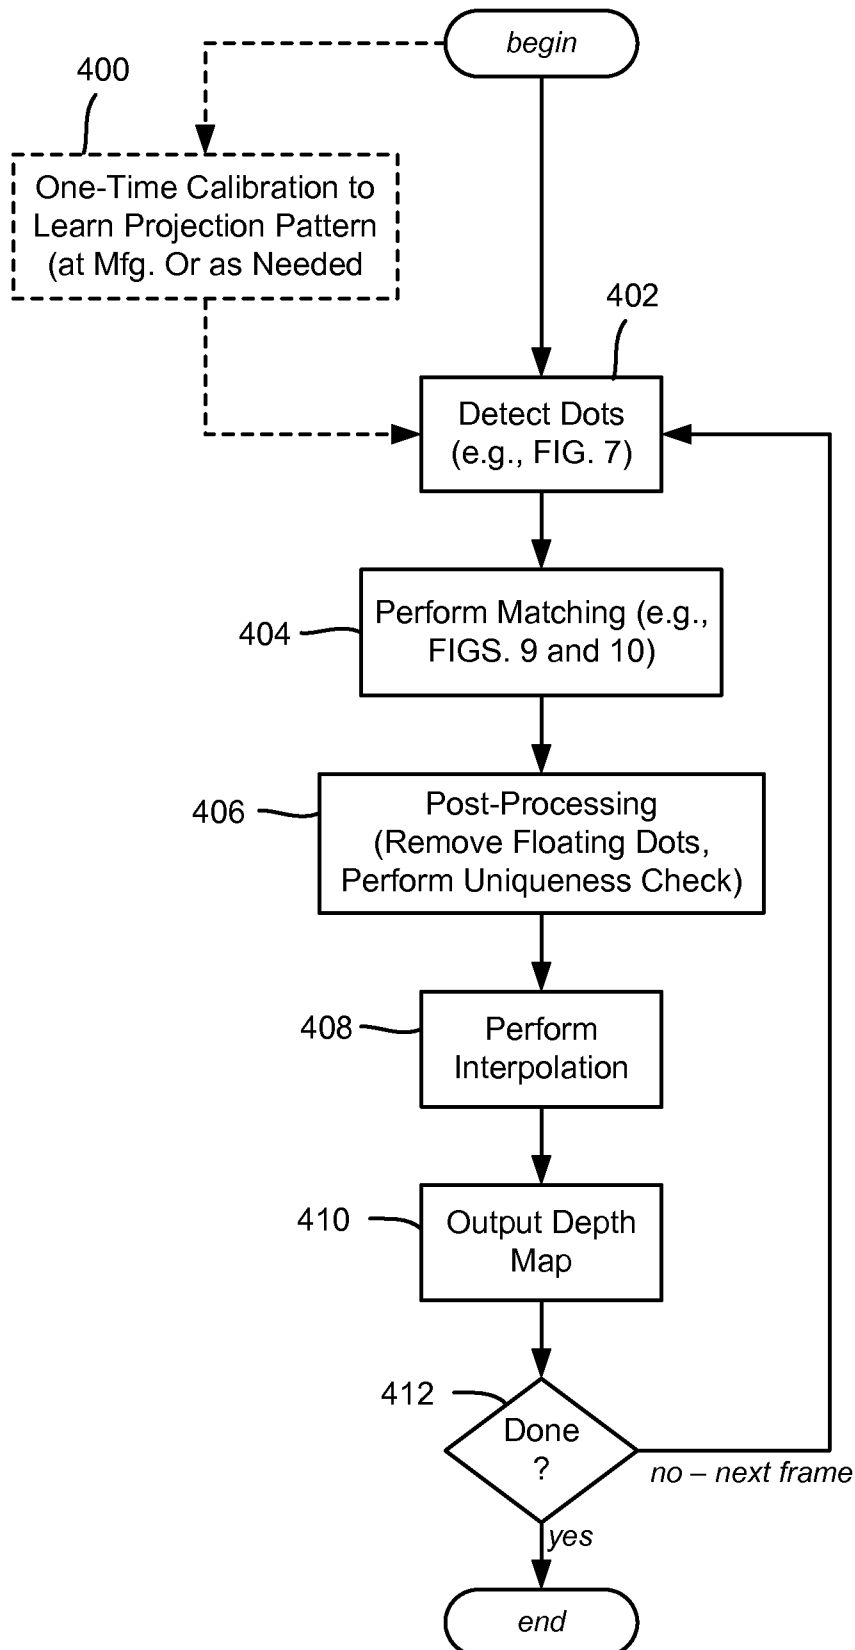 begin
400
One-Time Calibration to
Learn Projection Pattern
(at Mfg. Or as Needed
402
Detect Dots
(e.g., FIG. 7)
404
Perform Matching (e.g.,
FIGS. 9 and 10)
406
Post-Processing
(Remove Floating Dots,
Perform Uniqueness Check)
408
Perform
Interpolation
410
Output Depth
Map
412
Done
?
no – next frame
yes
end